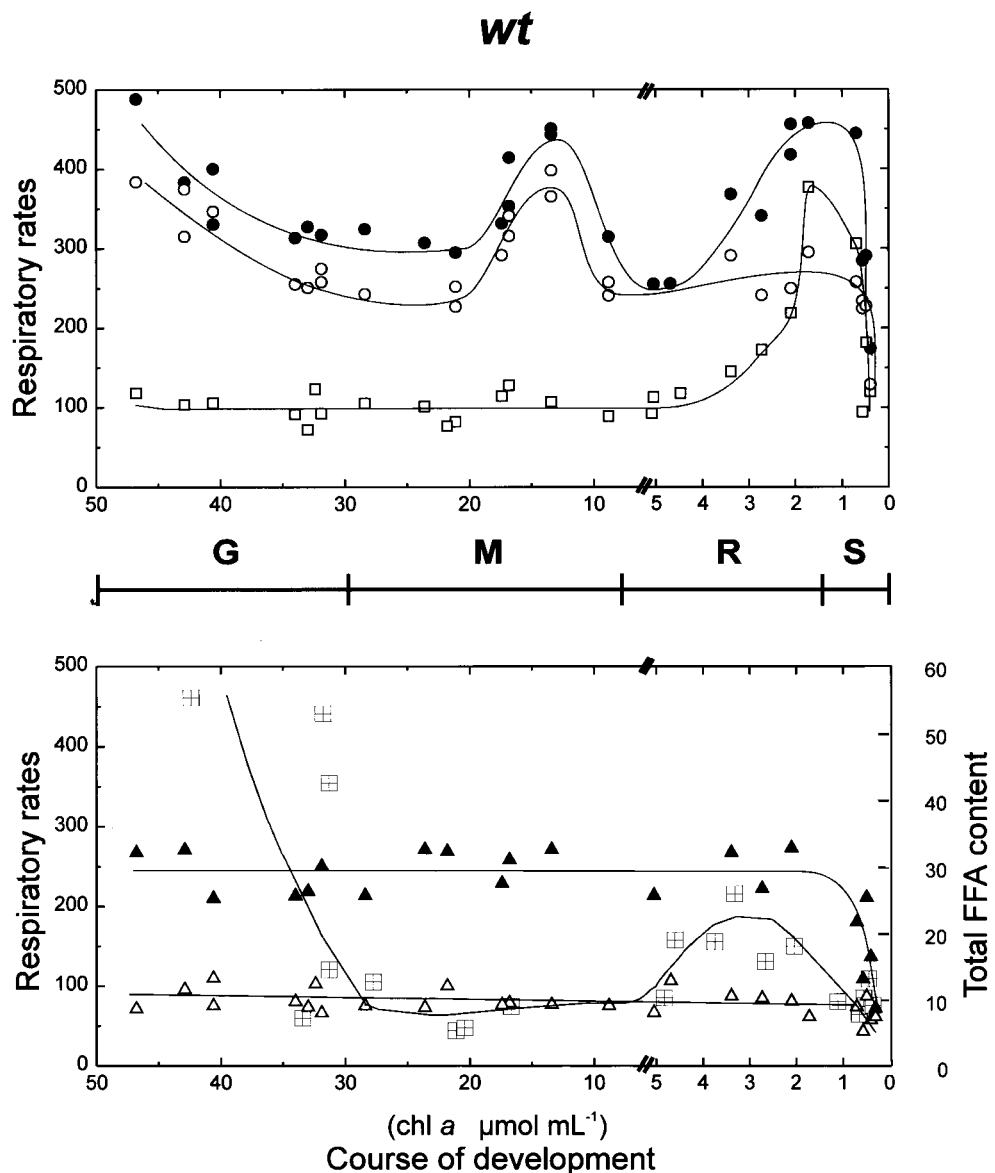 wt
Respiratory rates
500
400
300
200
100
0
50 40 30 20 10 5 4 3 2 1 0
G M R S
Respiratory rates
500
400
300
200
100
0
60
50
40
30
20
10
0
Total FFA content
50 40 30 20 10 5 4 3 2 1 0
(chl a µmol mL⁻¹)
Course of development